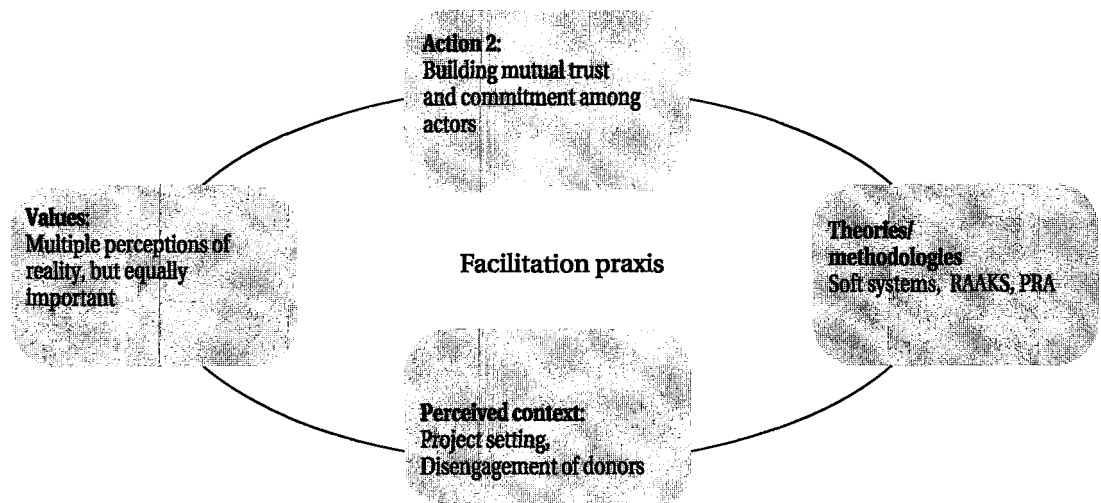 Action 2:
Building mutual trust
and commitment among
actors
Values:
Multiple perceptions of
reality, but equally
important
Facilitation praxis
Theories/
methodologies
Soft systems, RAAKS, PRA
Perceived context:
Project setting,
Disengagement of donors